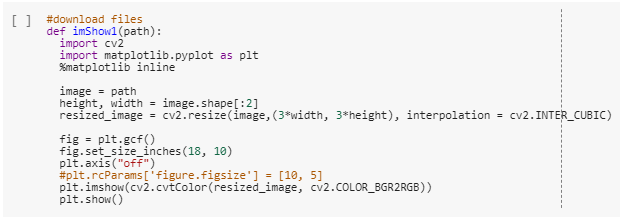 [ ] #download files
def imShow1(path):
import cv2
import matplotlib.pyplot as plt
%matplotlib inline
image = path
height, width = image.shape[:2]
resized_image = cv2.resize(image,(3*width, 3*height), interpolation = cv2.INTER_CUBIC)
fig = plt.gcf()
fig.set_size_inches(18, 10)
plt.axis("off")
#plt.rcParams['figure.figsize'] = [10, 5]
plt.imshow(cv2.cvtColor(resized_image, cv2.COLOR_BGR2RGB))
plt.show()